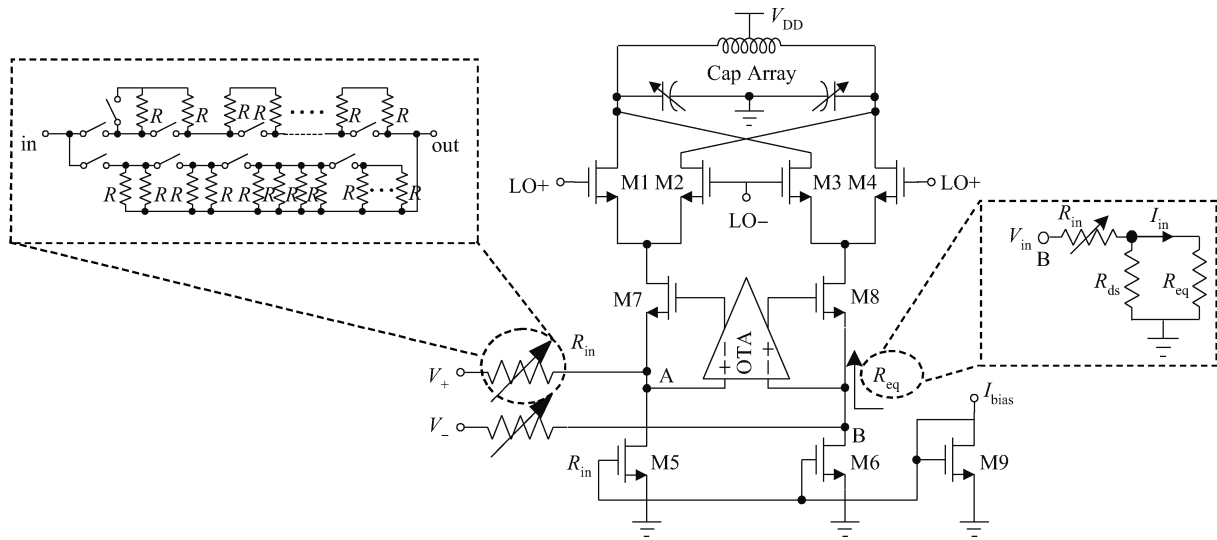 V_DD
Cap Array
R R R R R R
in
out
R R R R R R R R R
LO+
M1 M2
M3 M4
LO+
LO−
R_in
I_in
V_in
B
R_ds
R_eq
M7
M8
− −
+ +
OTA
R_in
V_+
A
R_eq
I_bias
V_−
B
R_in
M5
M6
M9